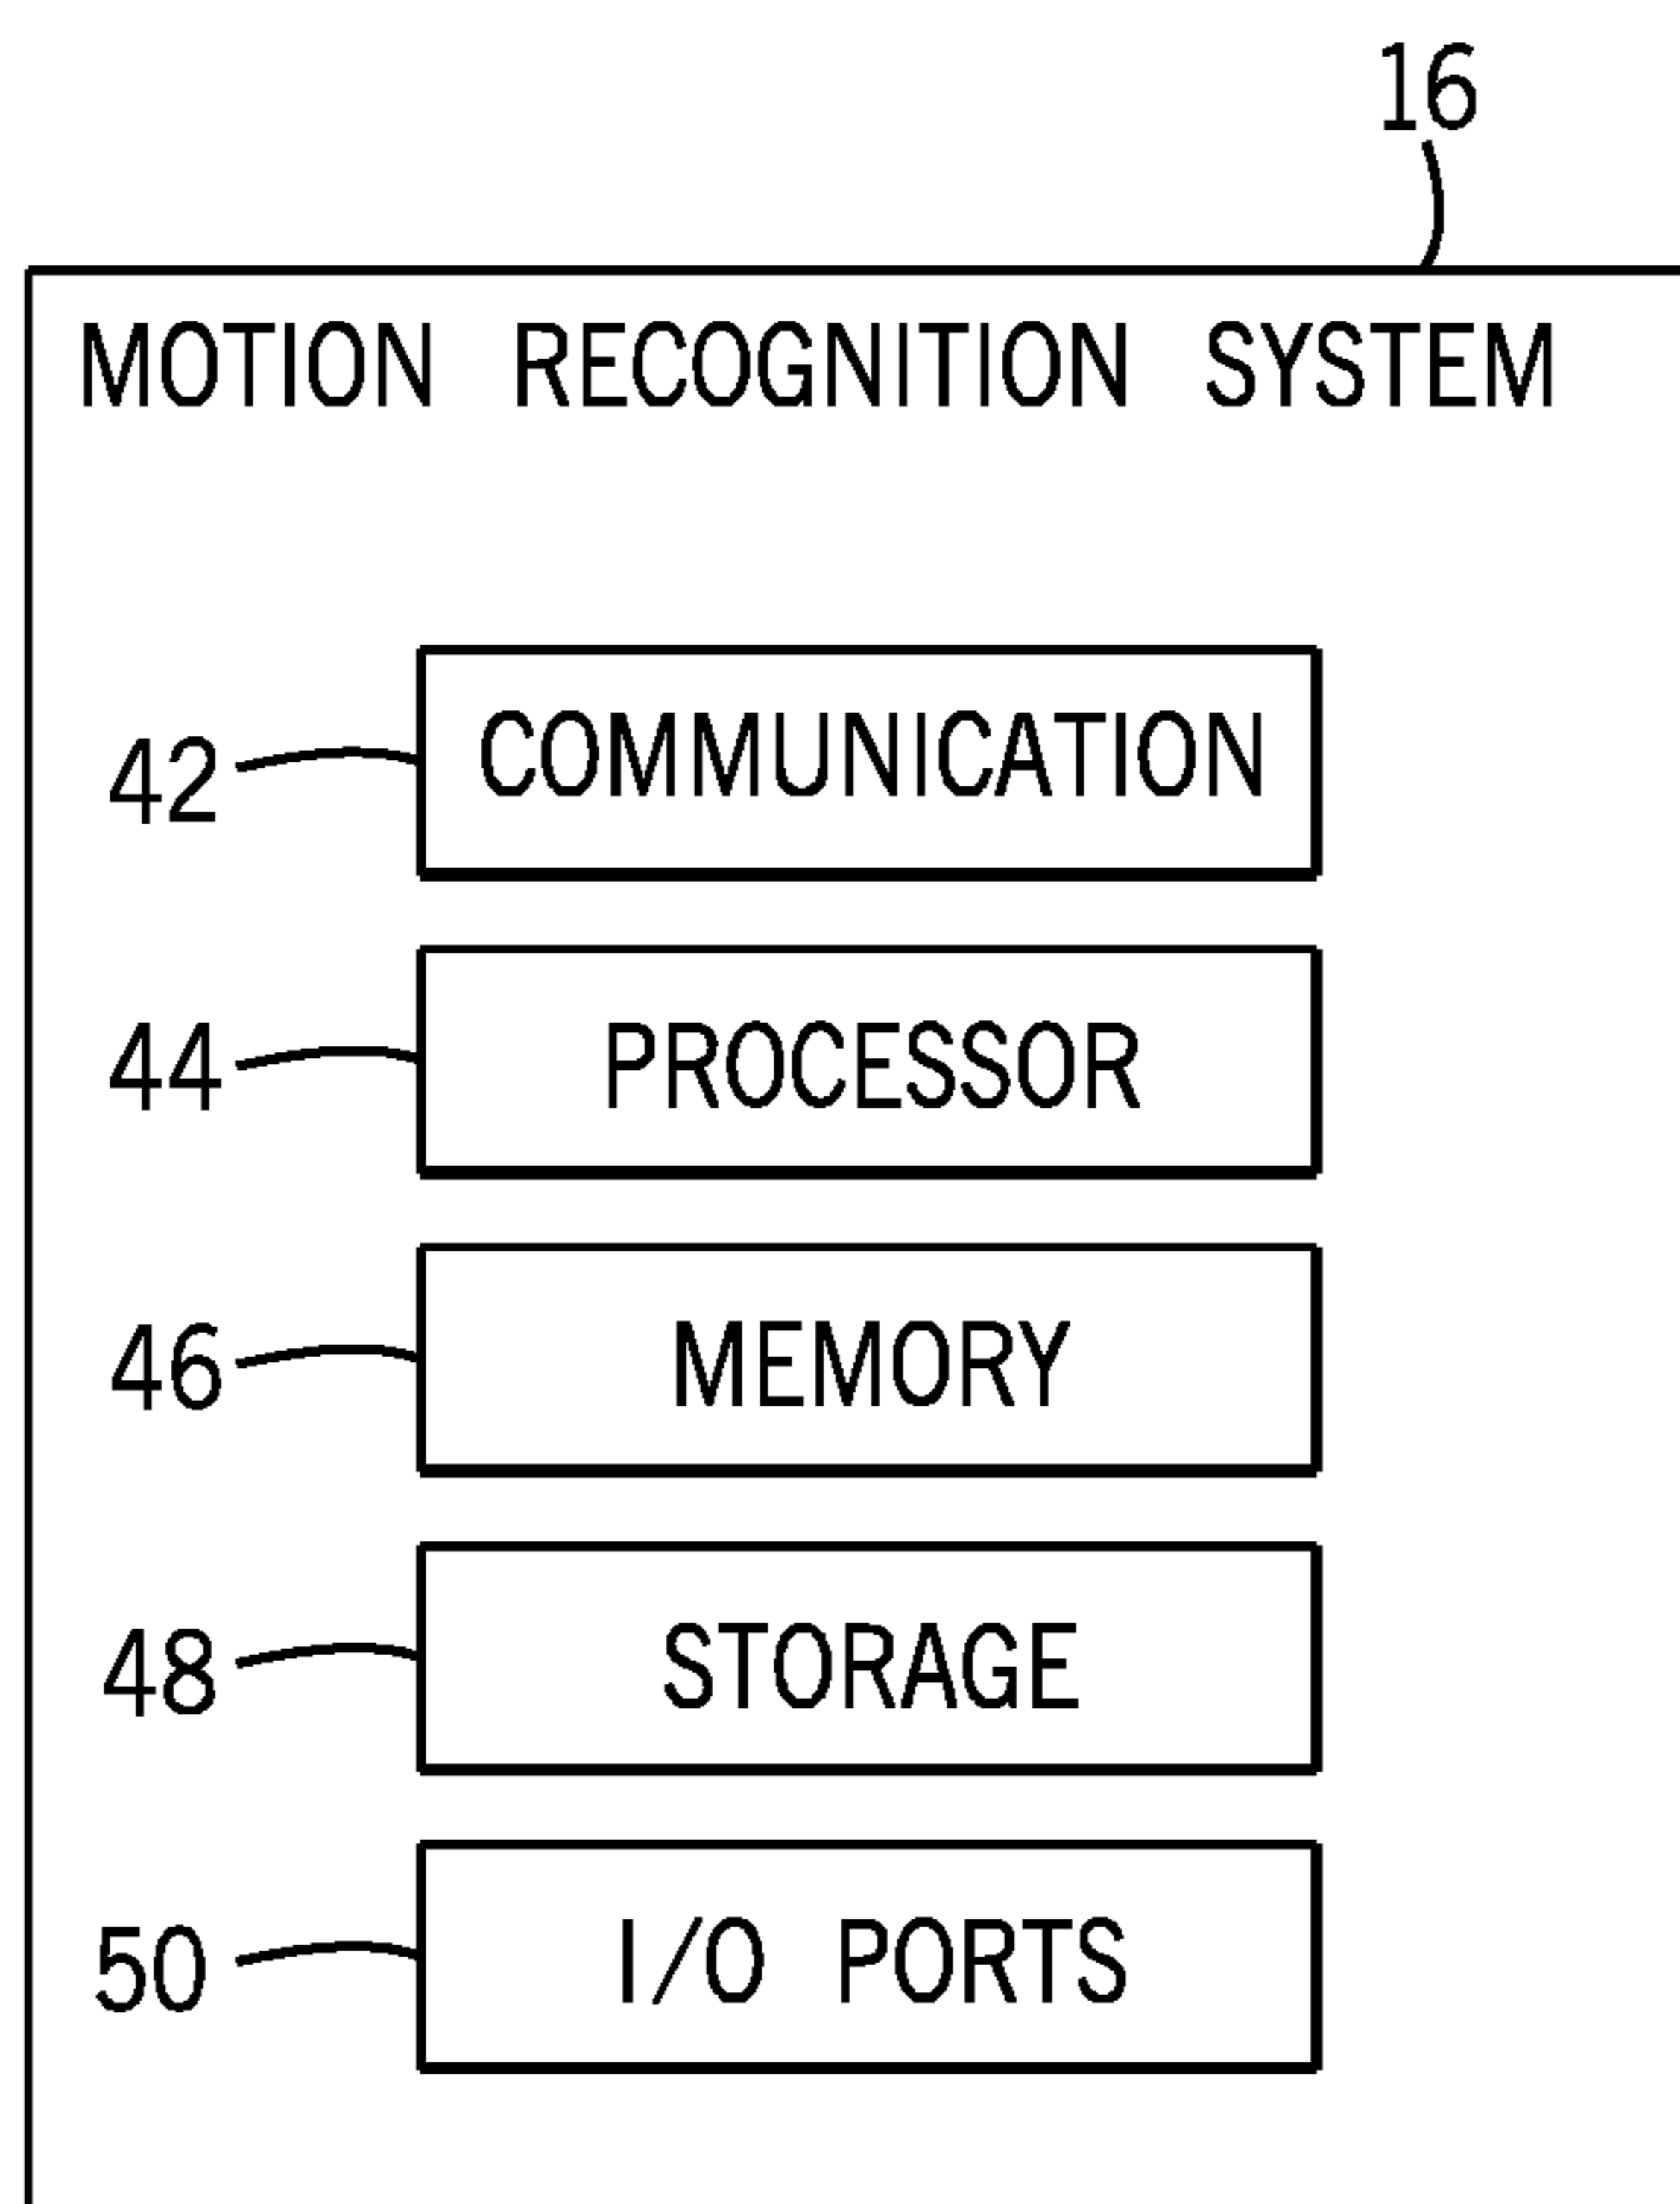 16
MOTION RECOGNITION SYSTEM
42 COMMUNICATION
44 PROCESSOR
46 MEMORY
48 STORAGE
50 I/O PORTS